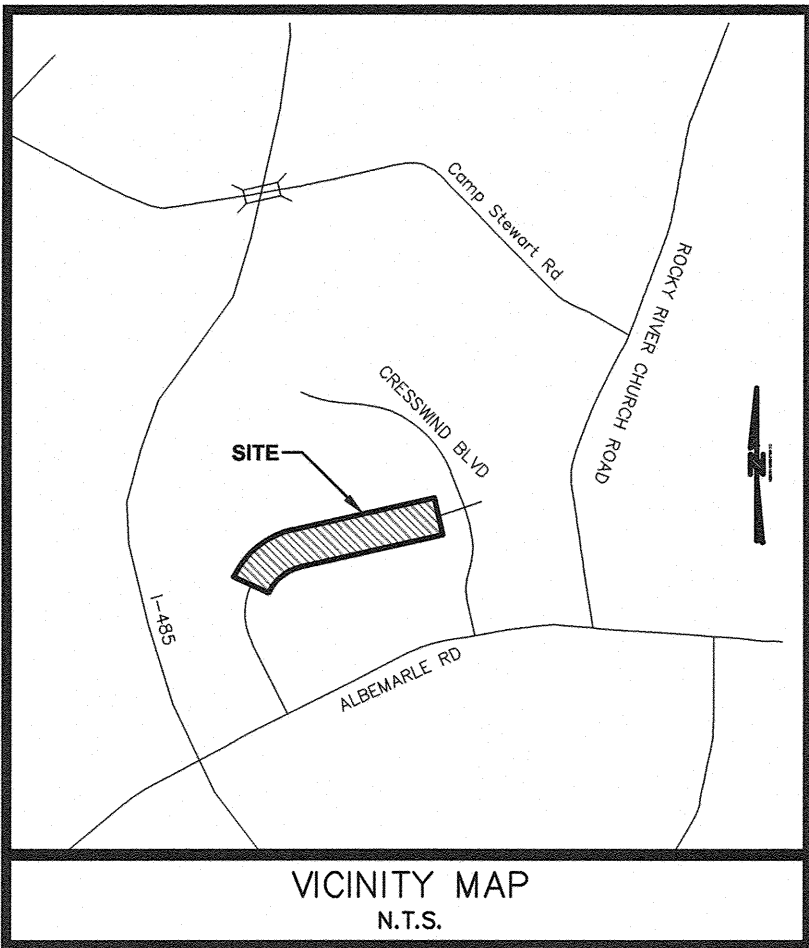 Camp Stewart Rd
ROCKY RIVER CHURCH ROAD
CRESSWIND BLVD
SITE
N
I-485
ALBEMARLE RD
VICINITY MAP
N.T.S.